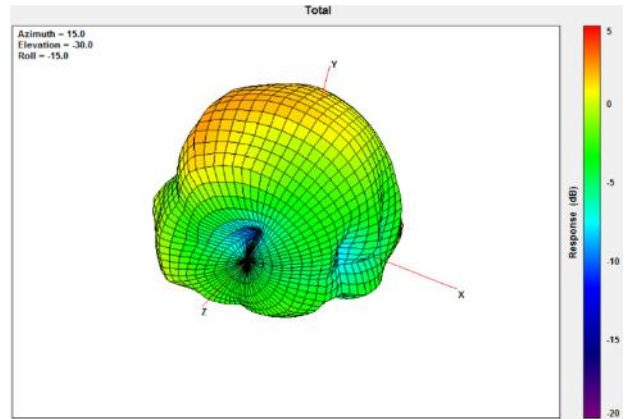 Total
Azimuth = 15.0
Elevation = -30.0
Roll = -15.0
Y
X
Z
5
0
-5
-10
-15
-20
Response (dB)